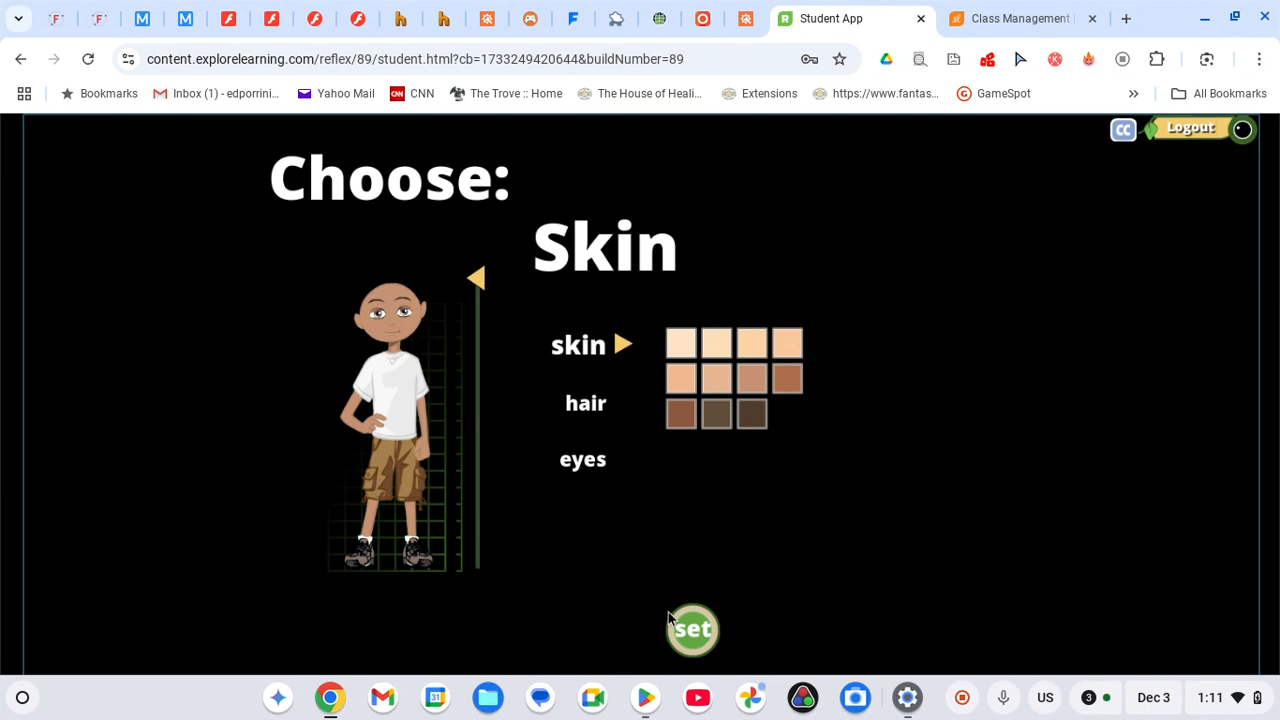 Student App
Class Management
content.explorelearning.com/reflex/89/student.html?cb=1733249420644&buildNumber=89
Bookmarks
Inbox (1) - edporrini...
Yahoo Mail
CNN
The Trove :: Home
The House of Heali...
Extensions
https://www.fantas...
GameSpot
All Bookmarks
CC
Logout
Choose:
Skin
skin
hair
eyes
set
US
3
Dec 3
1:11